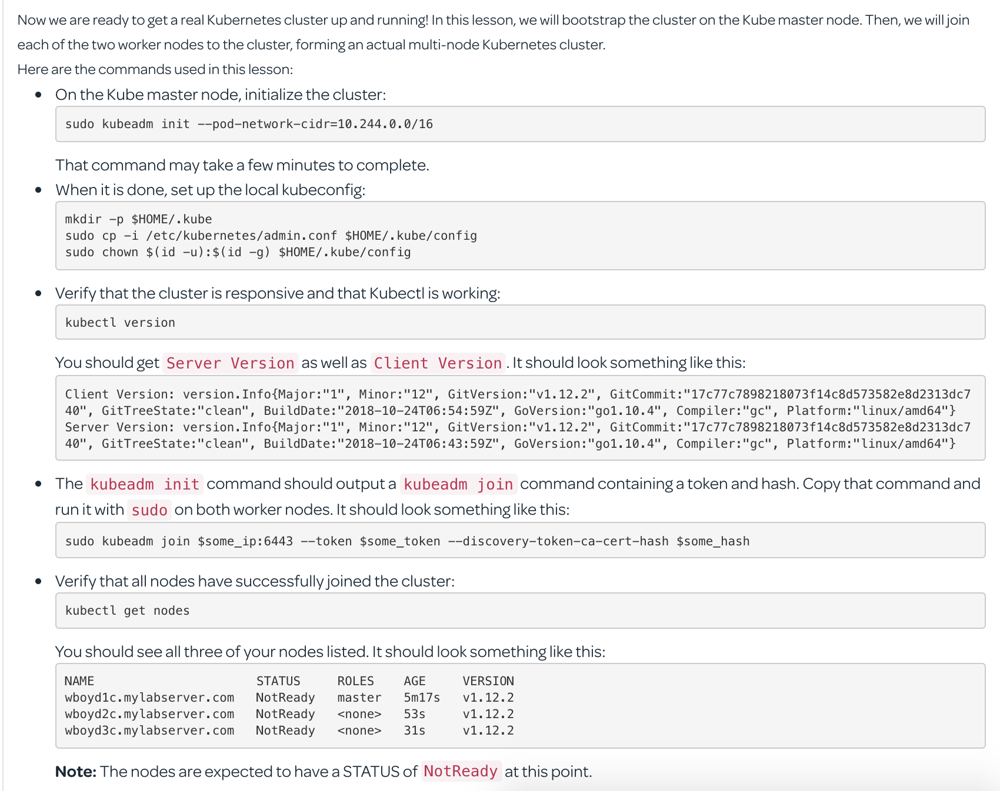 Now we are ready to get a real Kubernetes cluster up and running! In this lesson, we will bootstrap the cluster on the Kube master node. Then, we will join
each of the two worker nodes to the cluster, forming an actual multi-node Kubernetes cluster.
Here are the commands used in this lesson:
• On the Kube master node, initialize the cluster:
sudo kubeadm init --pod-network-cidr=10.244.0.0/16
That command may take a few minutes to complete.
• When it is done, set up the local kubeconfig:
mkdir -p $HOME/.kube
sudo cp -i /etc/kubernetes/admin.conf $HOME/.kube/config
sudo chown $(id -u):$(id -g) $HOME/.kube/config
• Verify that the cluster is responsive and that Kubectl is working:
kubectl version
You should get Server Version as well as Client Version. It should look something like this:
Client Version: version.Info{Major:"1", Minor:"12", GitVersion:"v1.12.2", GitCommit:"17c77c7898218073f14c8d573582e8d2313dc7
40", GitTreeState:"clean", BuildDate:"2018-10-24T06:54:59Z", GoVersion:"go1.10.4", Compiler:"gc", Platform:"linux/amd64"}
Server Version: version.Info{Major:"1", Minor:"12", GitVersion:"v1.12.2", GitCommit:"17c77c7898218073f14c8d573582e8d2313dc7
40", GitTreeState:"clean", BuildDate:"2018-10-24T06:43:59Z", GoVersion:"go1.10.4", Compiler:"gc", Platform:"linux/amd64"}
• The kubeadm init command should output a kubeadm join command containing a token and hash. Copy that command and
run it with sudo on both worker nodes. It should look something like this:
sudo kubeadm join $some_ip:6443 --token $some_token --discovery-token-ca-cert-hash $some_hash
• Verify that all nodes have successfully joined the cluster:
kubectl get nodes
You should see all three of your nodes listed. It should look something like this:
NAME STATUS ROLES AGE VERSION
wboyd1c.mylabserver.com NotReady master 5m17s v1.12.2
wboyd2c.mylabserver.com NotReady <none> 53s v1.12.2
wboyd3c.mylabserver.com NotReady <none> 31s v1.12.2
Note: The nodes are expected to have a STATUS of NotReady at this point.